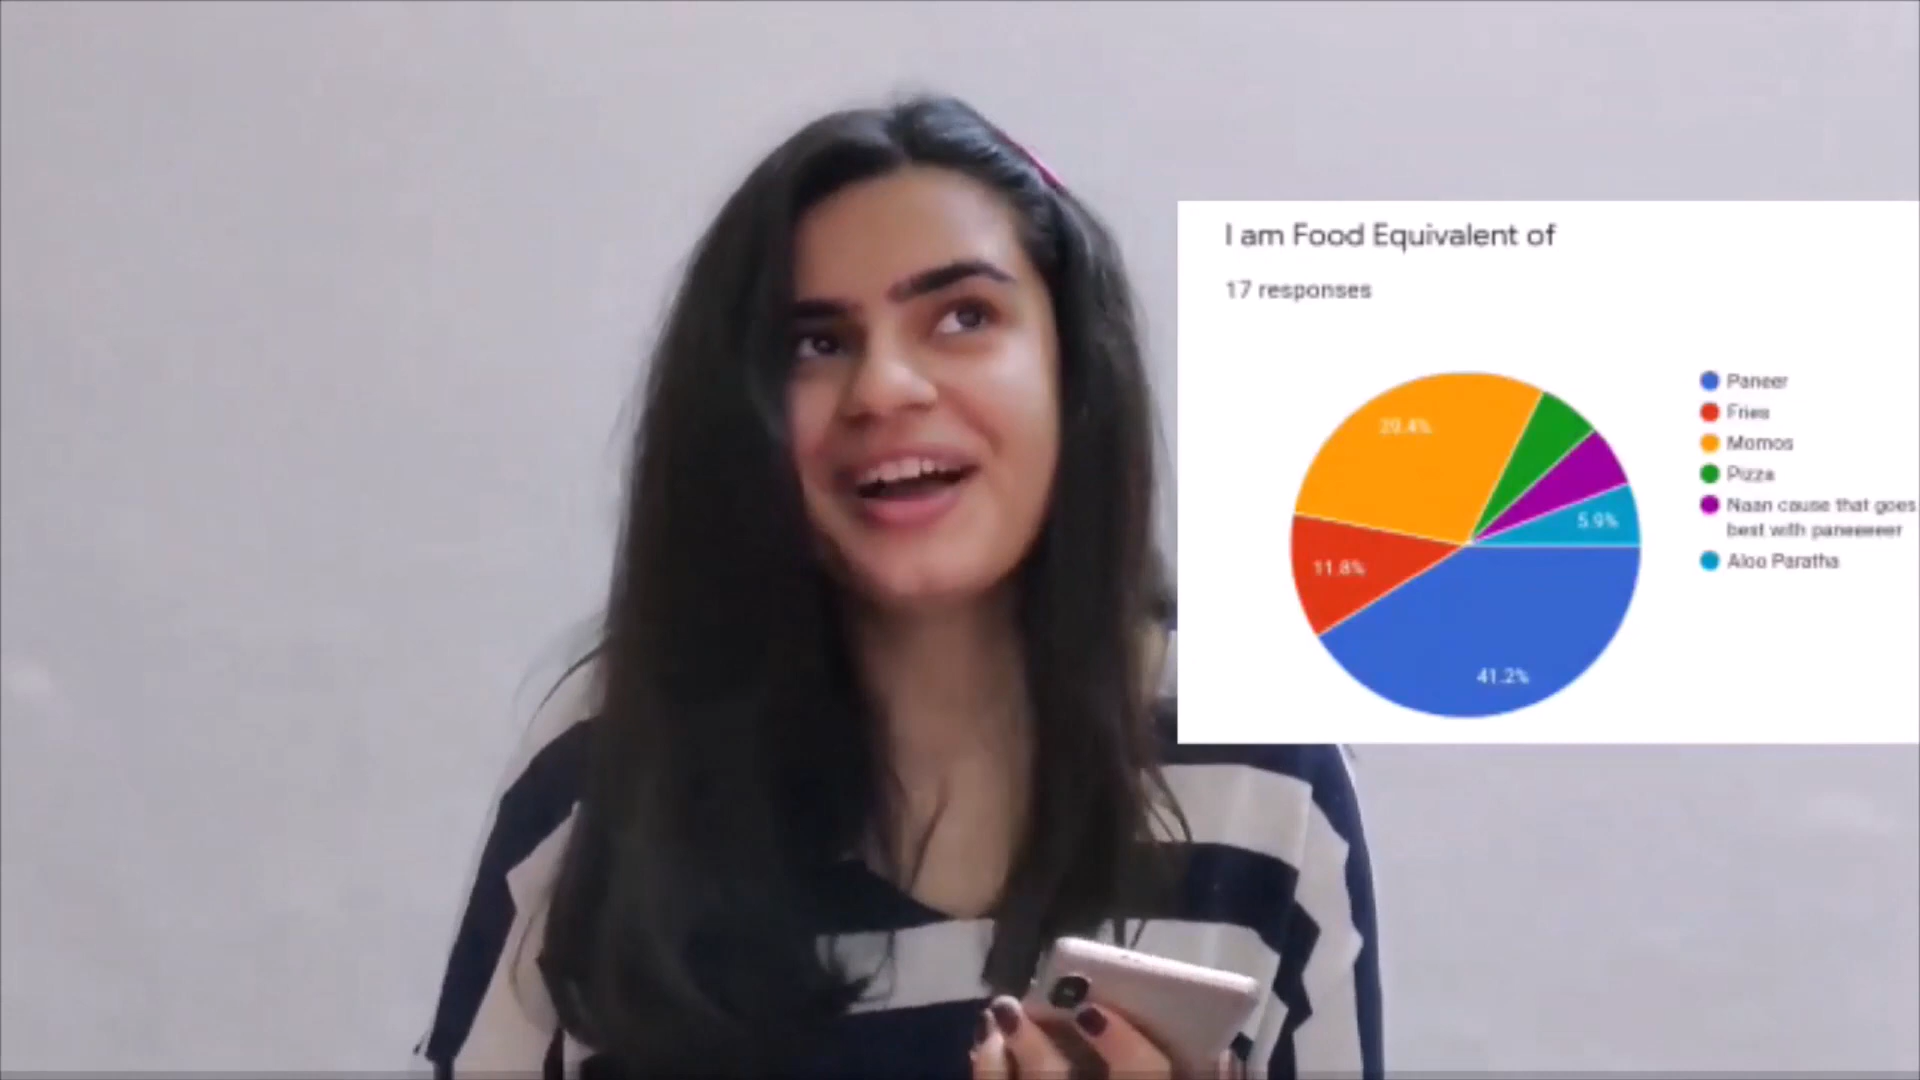 I am Food Equivalent of
17 responses
Paneer
Fries
Momos
Pizza
Naan cause that goes
best with paneeeeer
Aloo Paratha
29.4%
5.9%
11.8%
41.2%